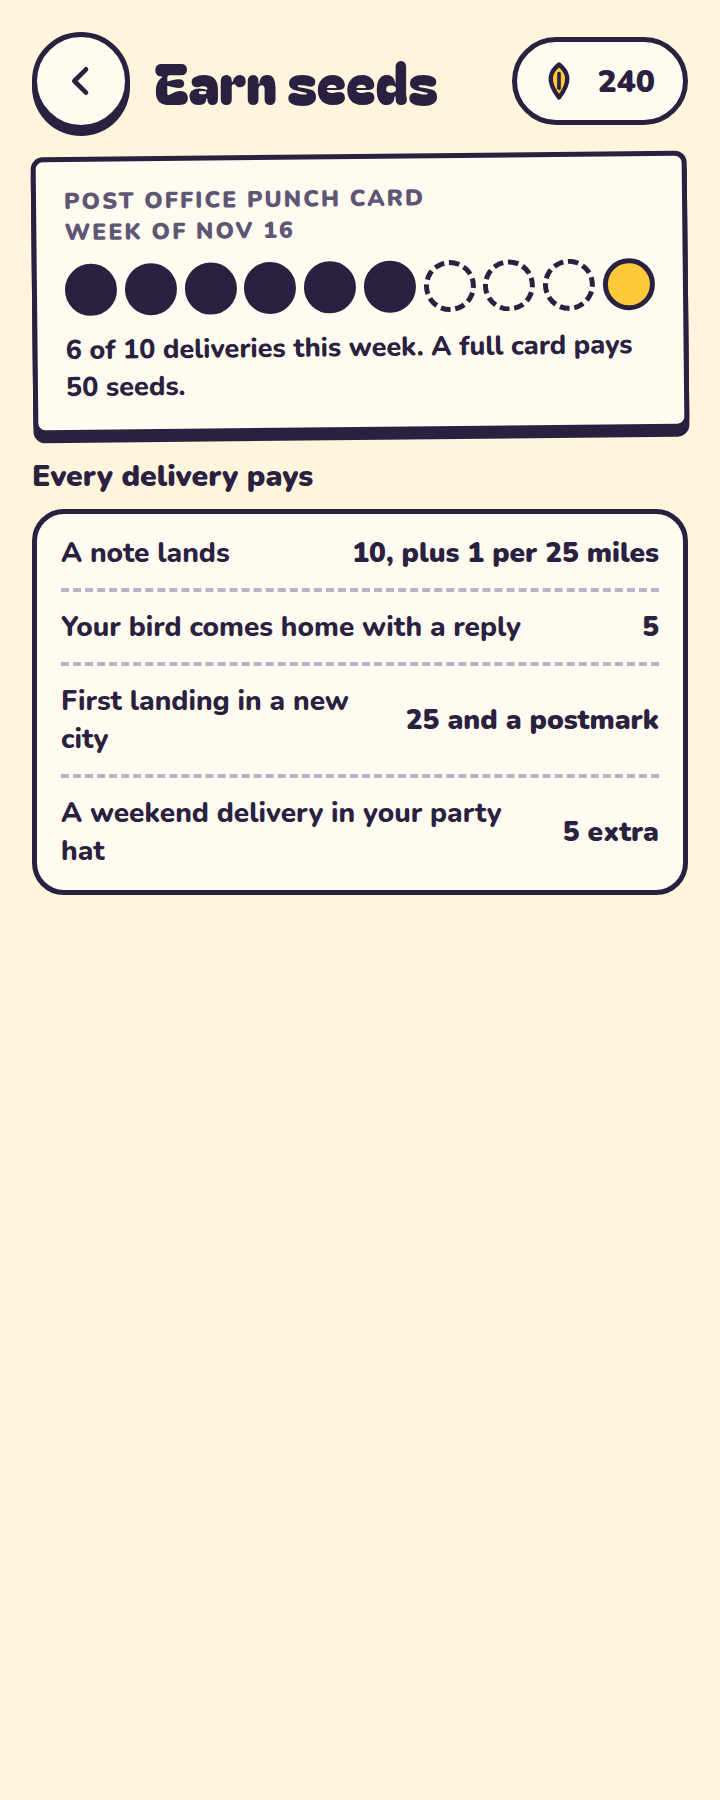 Earn seeds
240
POST OFFICE PUNCH CARD
WEEK OF NOV 16
6 of 10 deliveries this week. A full card pays
50 seeds.
Every delivery pays
A note lands 10, plus 1 per 25 miles
Your bird comes home with a reply 5
First landing in a new
city
25 and a postmark
A weekend delivery in your party
hat
5 extra